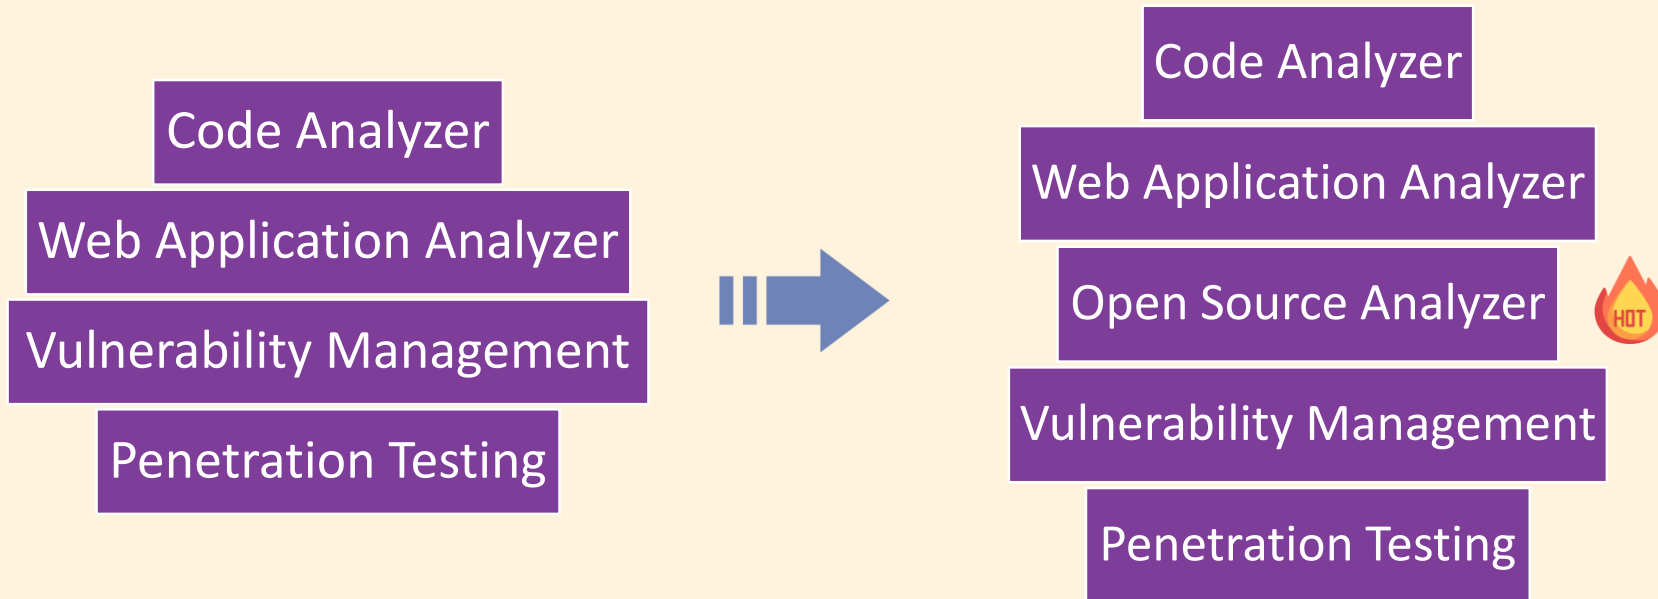 Code Analyzer
Web Application Analyzer
Vulnerability Management
Penetration Testing
Code Analyzer
Web Application Analyzer
Open Source Analyzer
HOT
Vulnerability Management
Penetration Testing